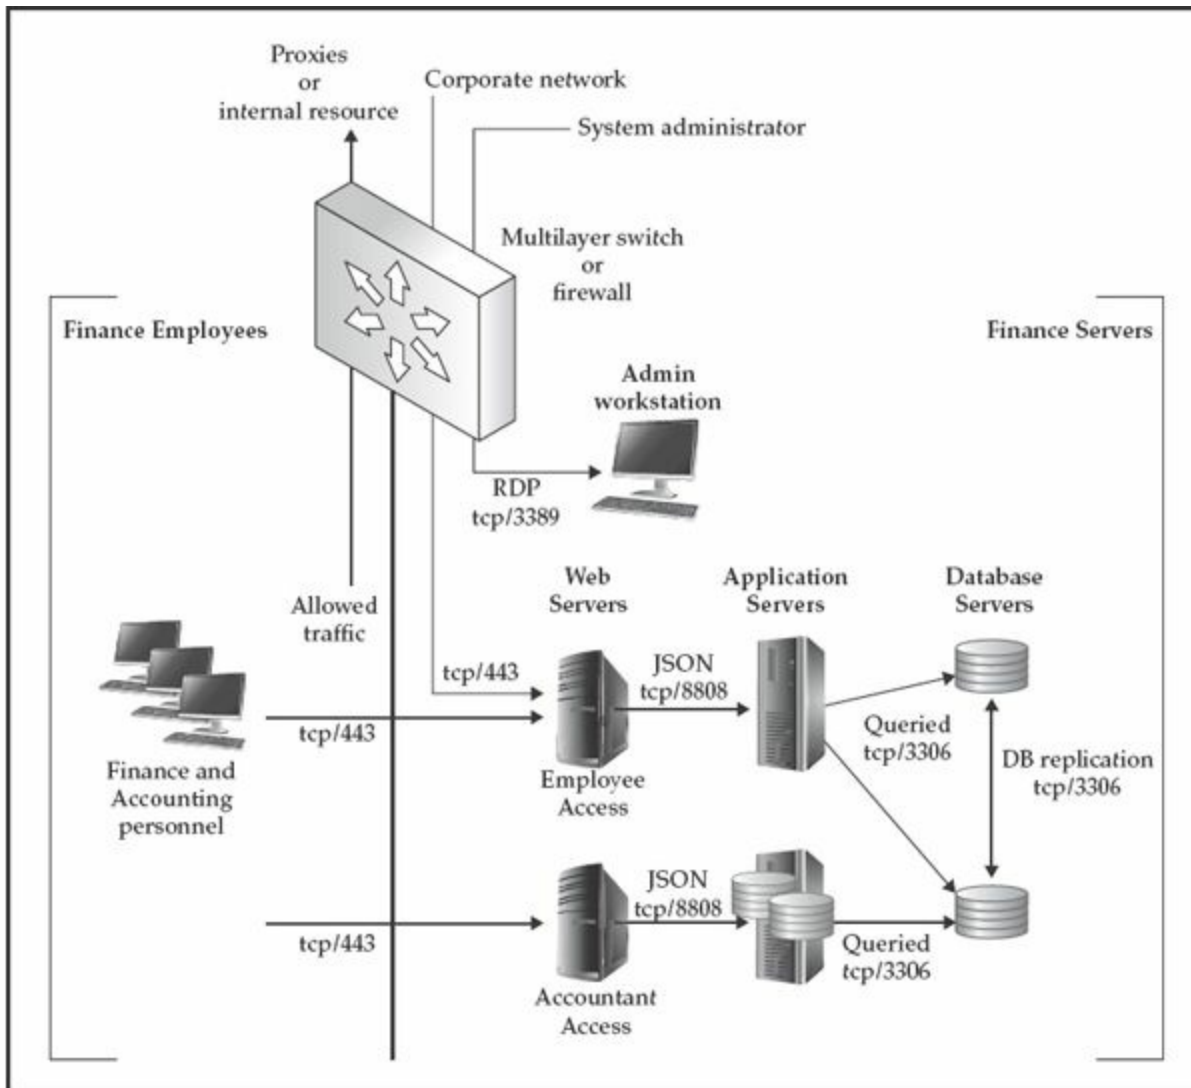 Proxies
or
internal resource
Corporate network
System administrator
Multilayer switch
or
firewall
Finance Employees
Finance Servers
Admin
workstation
RDP
tcp/3389
Allowed
traffic
Web
Servers
Application
Servers
Database
Servers
tcp/443
JSON
tcp/8808
tcp/443
Queried
tcp/3306
DB replication
tcp/3306
Finance and
Accounting
personnel
Employee
Access
JSON
tcp/8808
tcp/443
Queried
tcp/3306
Accountant
Access